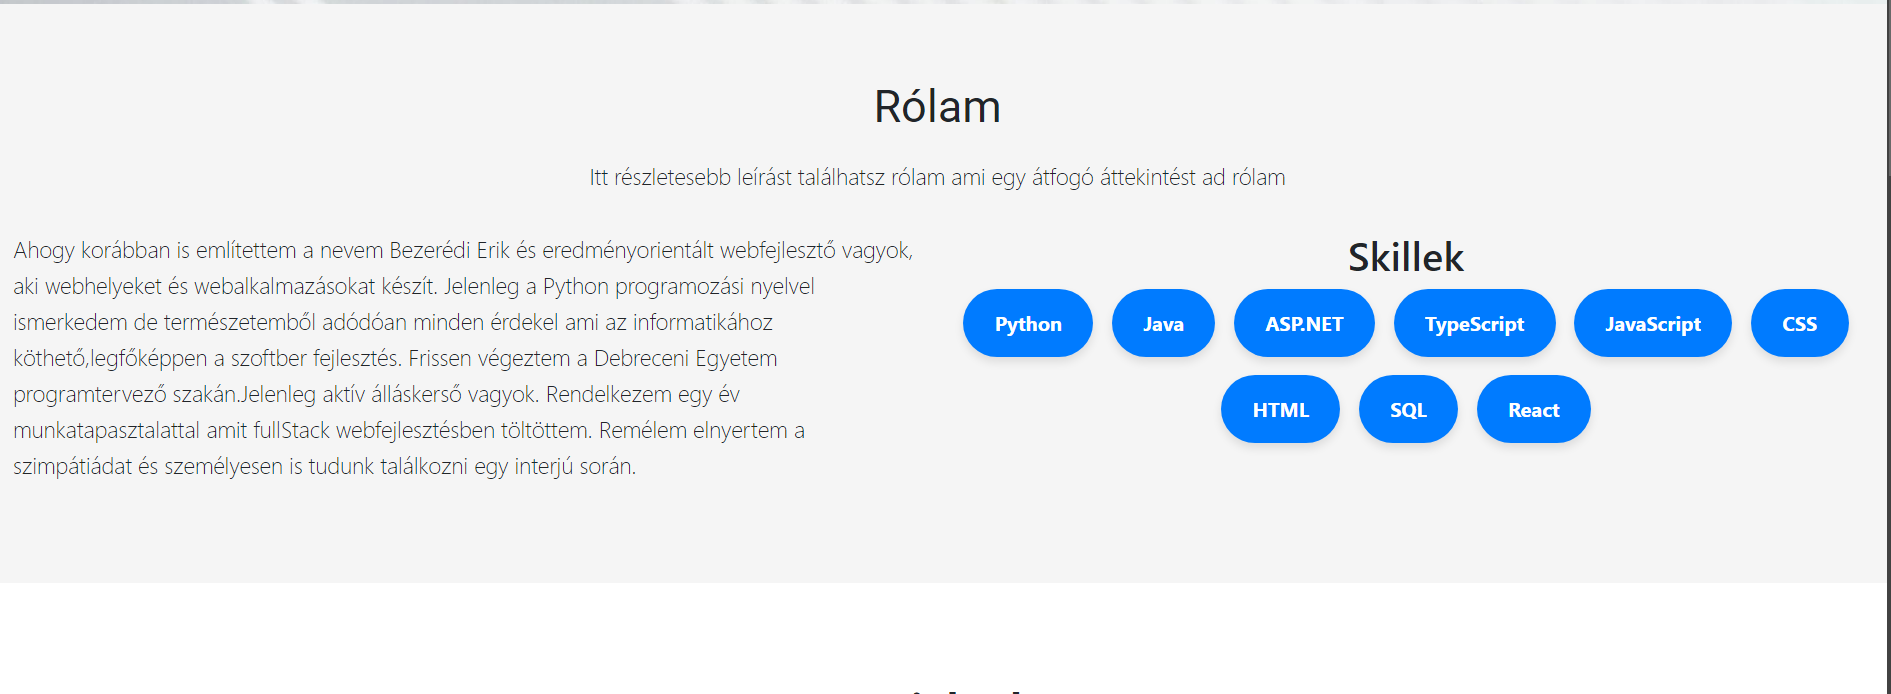 Rólam
Itt részletesebb leírást találhatsz rólam ami egy átfogó áttekintést ad rólam
Ahogy korábban is említettem a nevem Bezerédi Erik és eredményorientált webfejlesztő vagyok,
aki webhelyeket és webalkalmazásokat készít. Jelenleg a Python programozási nyelvel
ismerkedem de természetemből adódóan minden érdekel ami az informatikához
köthető,legfőképpen a szoftber fejlesztés. Frissen végeztem a Debreceni Egyetem
programtervező szakán.Jelenleg aktív álláskerső vagyok. Rendelkezem egy év
munkatapasztalattal amit fullStack webfejlesztésben töltöttem. Remélem elnyertem a
szimpátiádat és személyesen is tudunk találkozni egy interjú során.
Skillek
Python Java ASP.NET TypeScript JavaScript CSS
HTML SQL React